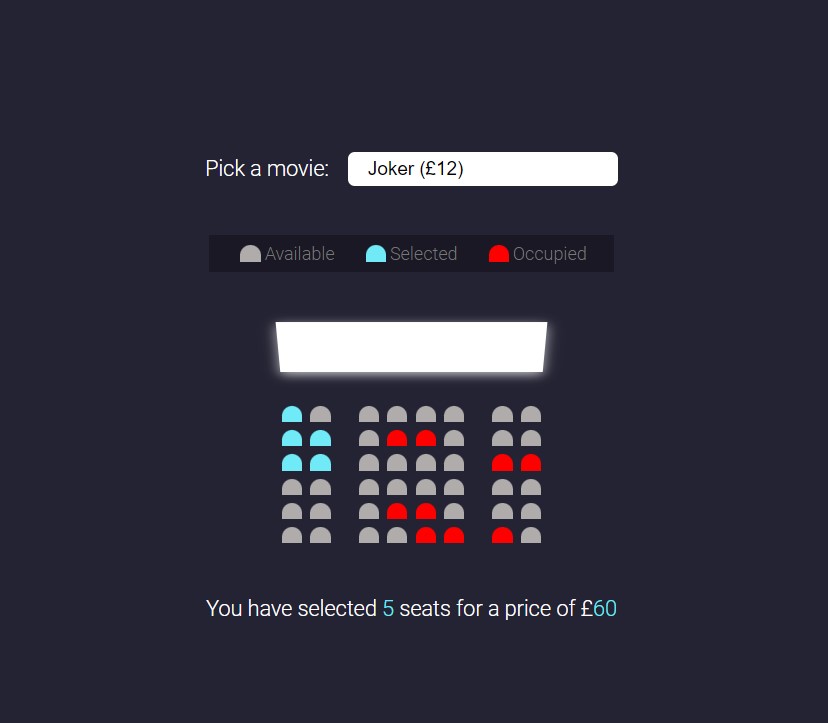 Pick a movie: Joker (£12)
Available Selected Occupied
You have selected 5 seats for a price of £60